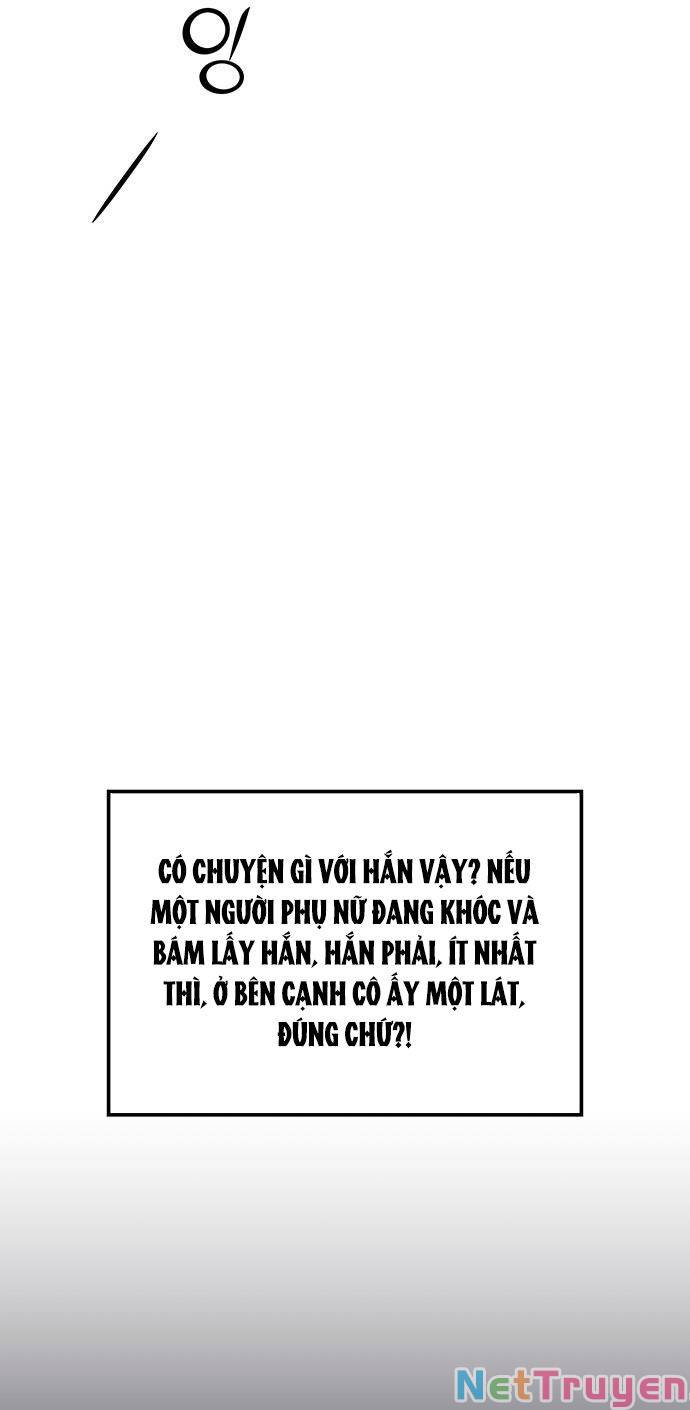 잉
CÓ CHUYỆN GÌ VỚI HẮN VẬY? NẾU
MỘT NGƯỜI PHỤ NỮ ĐANG KHÓC VÀ
BÁM LẤY HẮN, HẮN PHẢI, ÍT NHẤT
THÌ, Ở BÊN CẠNH CÔ ẤY MỘT LÁT,
ĐÚNG CHỨ?!
NetTruyen